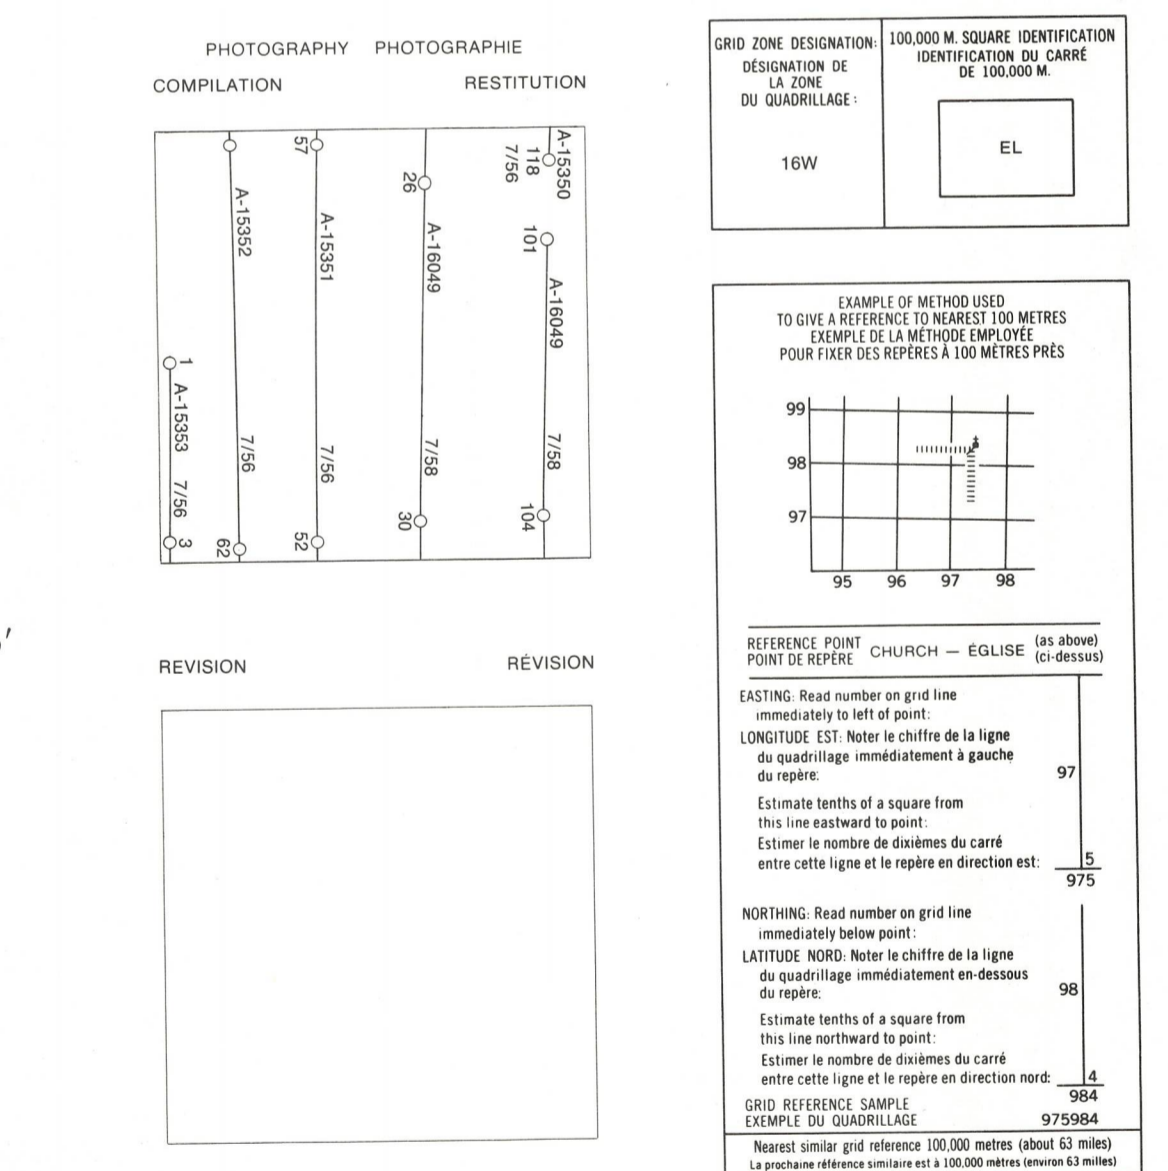 PHOTOGRAPHY PHOTOGRAPHIE
COMPILATION RESTITUTION
A-15350
118
7/56
101
A-16049
7/58
104
26
A-16049
7/58
30
57
A-15351
7/56
52
A-15352
7/56
62
1
A-15353
7/56
3
REVISION RÉVISION
GRID ZONE DESIGNATION:
DÉSIGNATION DE
LA ZONE
DU QUADRILLAGE:
16W
100,000 M. SQUARE IDENTIFICATION
IDENTIFICATION DU CARRÉ
DE 100,000 M.
EL
EXAMPLE OF METHOD USED
TO GIVE A REFERENCE TO NEAREST 100 METRES
EXEMPLE DE LA MÉTHODE EMPLOYÉE
POUR FIXER DES REPÈRES À 100 MÈTRES PRÈS
99
98
97
95 96 97 98
REFERENCE POINT
POINT DE REPÈRE
CHURCH — ÉGLISE
(as above)
(ci-dessus)
EASTING: Read number on grid line
immediately to left of point:
LONGITUDE EST: Noter le chiffre de la ligne
du quadrillage immédiatement à gauche
du repère: 97
Estimate tenths of a square from
this line eastward to point:
Estimer le nombre de dixièmes du carré
entre cette ligne et le repère en direction est: 5
975
NORTHING: Read number on grid line
immediately below point:
LATITUDE NORD: Noter le chiffre de la ligne
du quadrillage immédiatement en-dessous
du repère: 98
Estimate tenths of a square from
this line northward to point:
Estimer le nombre de dixièmes du carré
entre cette ligne et le repère en direction nord: 4
984
GRID REFERENCE SAMPLE
EXEMPLE DU QUADRILLAGE 975984
Nearest similar grid reference 100,000 metres (about 63 miles)
La prochaine référence similaire est à 100,000 mètres (environ 63 milles)